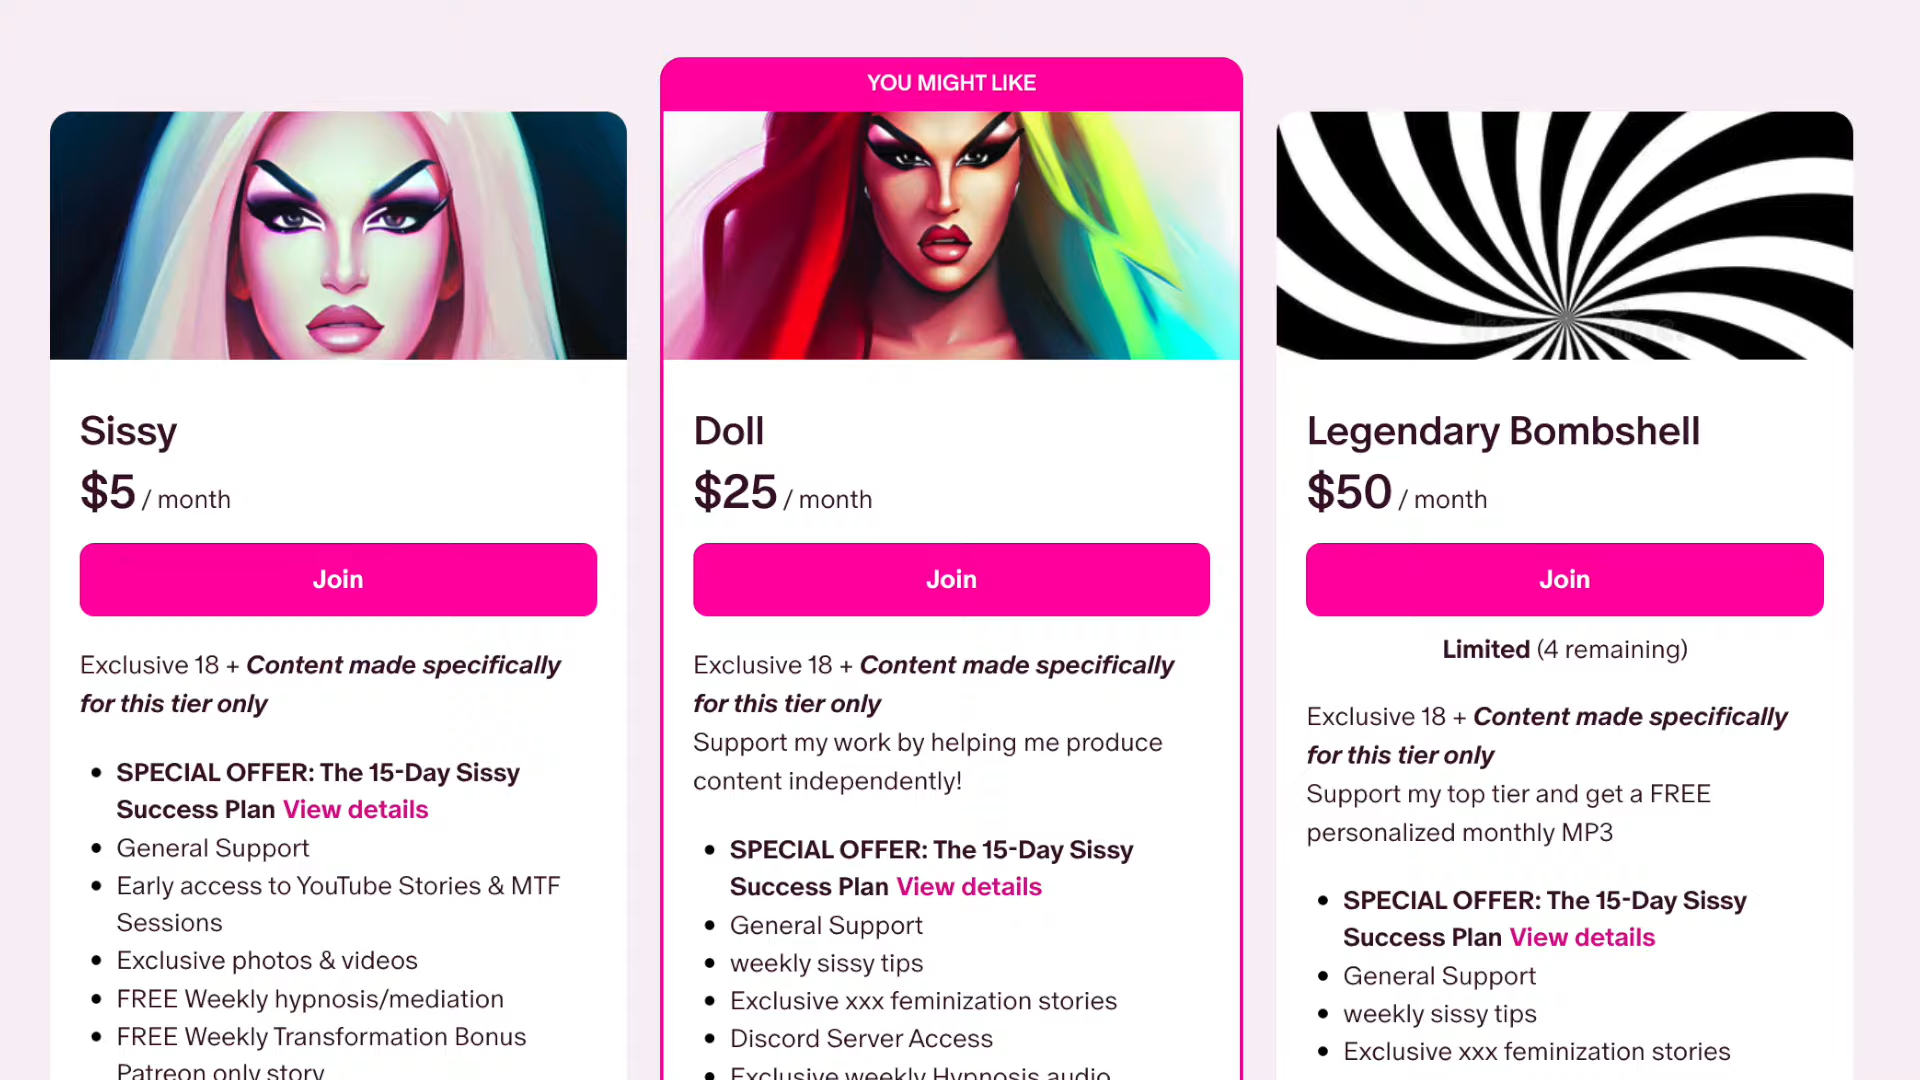 YOU MIGHT LIKE
Sissy
$5 / month
Join
Exclusive 18 + Content made specifically
for this tier only
SPECIAL OFFER: The 15-Day Sissy
Success Plan View details
General Support
Early access to YouTube Stories & MTF
Sessions
Exclusive photos & videos
FREE Weekly hypnosis/mediation
FREE Weekly Transformation Bonus
Patreon only story
Doll
$25 / month
Join
Exclusive 18 + Content made specifically
for this tier only
Support my work by helping me produce
content independently!
SPECIAL OFFER: The 15-Day Sissy
Success Plan View details
General Support
weekly sissy tips
Exclusive xxx feminization stories
Discord Server Access
Exclusive weekly Hypnosis audio
Legendary Bombshell
$50 / month
Join
Limited (4 remaining)
Exclusive 18 + Content made specifically
for this tier only
Support my top tier and get a FREE
personalized monthly MP3
SPECIAL OFFER: The 15-Day Sissy
Success Plan View details
General Support
weekly sissy tips
Exclusive xxx feminization stories